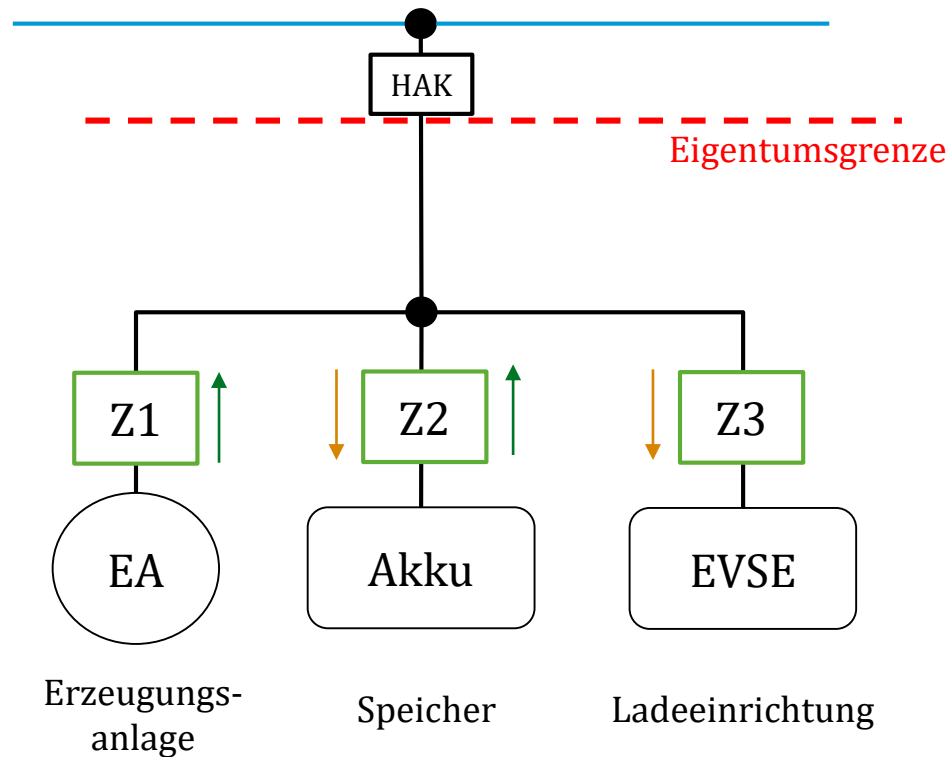 HAK
Eigentumsgrenze
Z1
Z2
Z3
EA
Akku
EVSE
Erzeugungs-
anlage
Speicher
Ladeeinrichtung